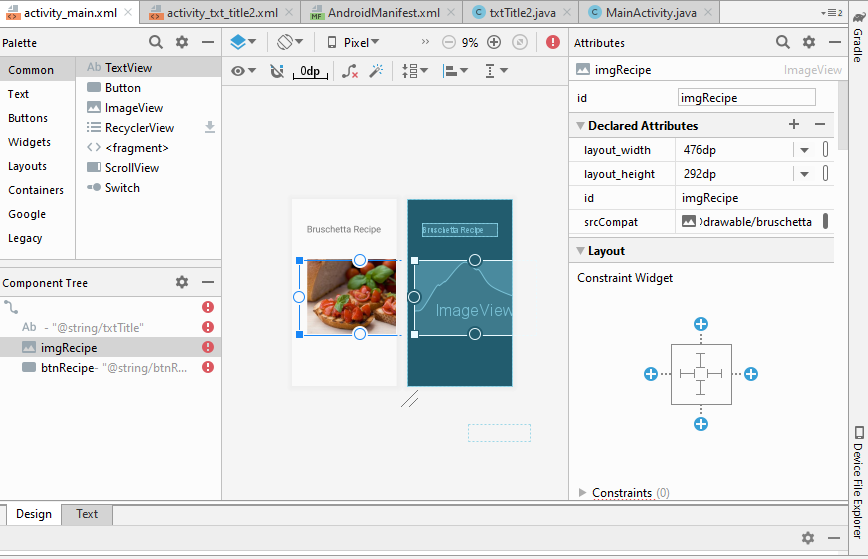 activity_main.xml activity_txt_title2.xml AndroidManifest.xml txtTitle2.java MainActivity.java 2
Palette
Common
Text
Buttons
Widgets
Layouts
Containers
Google
Legacy
Ab TextView
Button
ImageView
RecyclerView
<fragment>
ScrollView
Switch
Component Tree
Ab - "@string/txtTitle"
imgRecipe
btnRecipe- "@string/btnR...
Pixel 9%
0dp
Bruschetta Recipe
Bruschetta Recipe
ImageView
Attributes
imgRecipe ImageView
id imgRecipe
Declared Attributes
layout_width 476dp
layout_height 292dp
id imgRecipe
srcCompat drawable/bruschetta
Layout
Constraint Widget
Constraints (0)
Design Text
Gradle
Device File Explorer